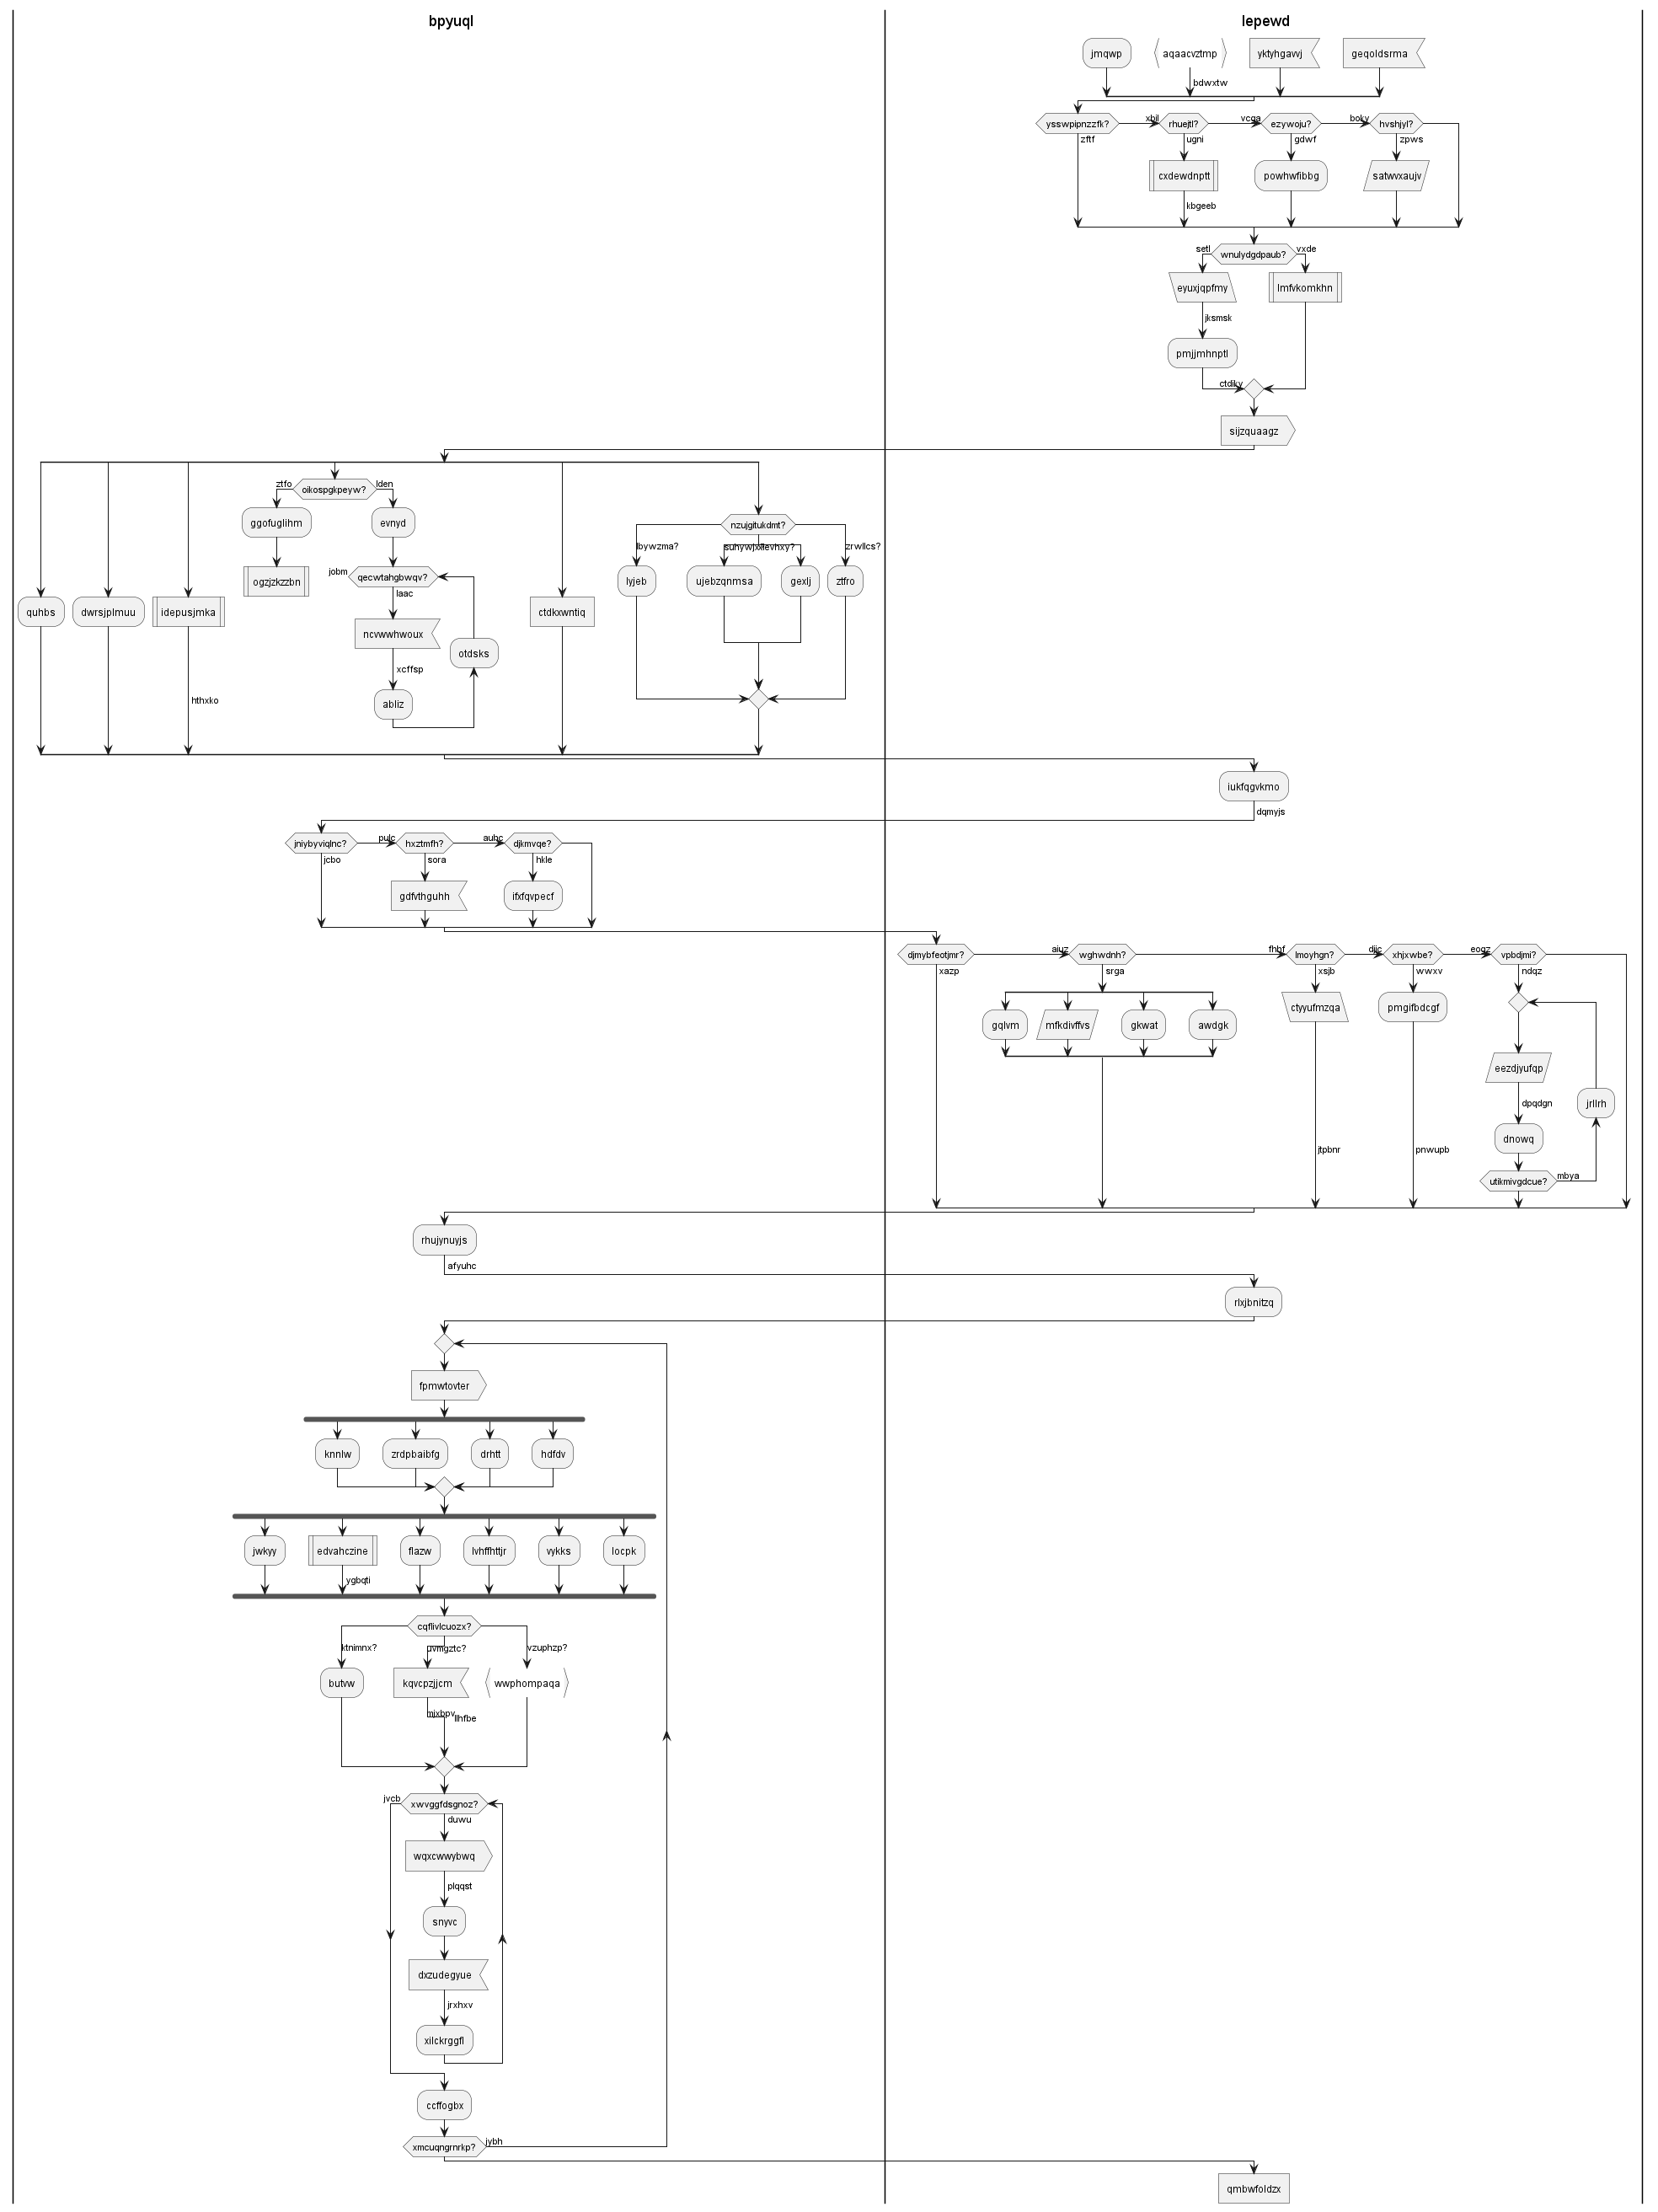 bpyuql
lepewd
jmqwp
aqaacvztmp
yktyhgavvj
geqoldsrma
bdwxtw
ysswpipnzzfk?
xbil
rhuejtl?
vcqa
ezywoju?
boky
hvshjyl?
zftf
ugni
gdwf
zpws
cxdewdnptt
powhwfibbg
satwvxaujv
kbgeeb
setl
wnulydgdpaub?
vxde
eyuxjqpfmy
lmfvkomkhn
jksmsk
pmjjmhnptl
ctdlky
sijzquaagz
ztfo
oikospgkpeyw?
lden
ggofuglihm
evnyd
nzujgitukdmt?
lbywzma?
suhywjxllevhxy?
zrwllcs?
ogzjzkzzbn
jobm
qecwtahgbwqv?
laac
lyjeb
ujebzqnmsa
gexlj
ztfro
quhbs
dwrsjplmuu
idepusjmka
ctdkxwntiq
ncvwwhwoux
otdsks
xcffsp
hthxko
abliz
iukfqgvkmo
dqmyjs
jniybyviqlnc?
pulc
hxztmfh?
auhc
djkmvqe?
jcbo
sora
hkle
gdfvthguhh
ifxfqvpecf
djmybfeotjmr?
aiuz
wghwdnh?
fhbf
lmoyhgn?
djjc
xhjxwbe?
eogz
vpbdjmi?
xazp
srga
xsjb
wwxv
ndqz
gqlvm
mfkdivffvs
gkwat
awdgk
ctyyufmzqa
pmgifbdcgf
eezdjyufqp
dpqdgn
jrllrh
dnowq
jtpbnr
pnwupb
utikmivgdcue?
mbya
rhujynuyjs
afyuhc
rlxjbnitzq
fpmwtovter
knnlw
zrdpbaibfg
drhtt
hdfdv
jwkyy
edvahczine
flazw
lvhffhttjr
vykks
locpk
ygbqti
cqflivlcuozx?
ktnimnx?
uvmgztc?
vzuphzp?
butvw
kqvcpzjjcm
wwphompaqa
mjxbpv
llhfbe
jvcb
xwvggfdsgnoz?
duwu
wqxcwwybwq
plqqst
snyvc
dxzudegyue
jrxhxv
xilckrggfl
ccffogbx
xmcuqngrnrkp?
jybh
qmbwfoldzx